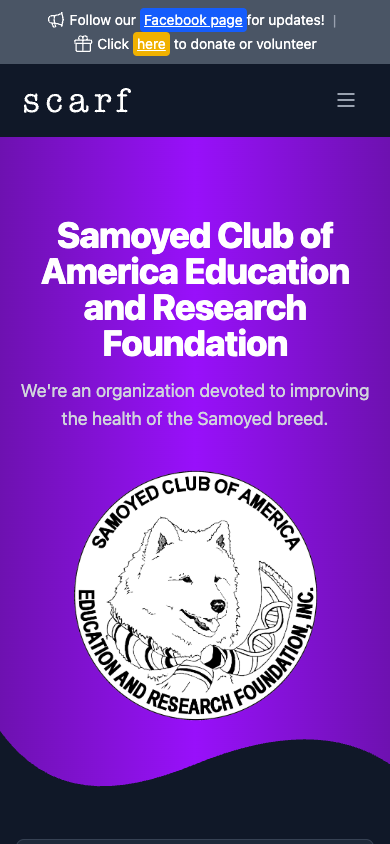 Follow our Facebook page for updates! |
Click here to donate or volunteer
scarf
Samoyed Club of
America Education
and Research
Foundation
We're an organization devoted to improving
the health of the Samoyed breed.
SAMOYED CLUB OF AMERICA
EDUCATION AND RESEARCH FOUNDATION, INC.